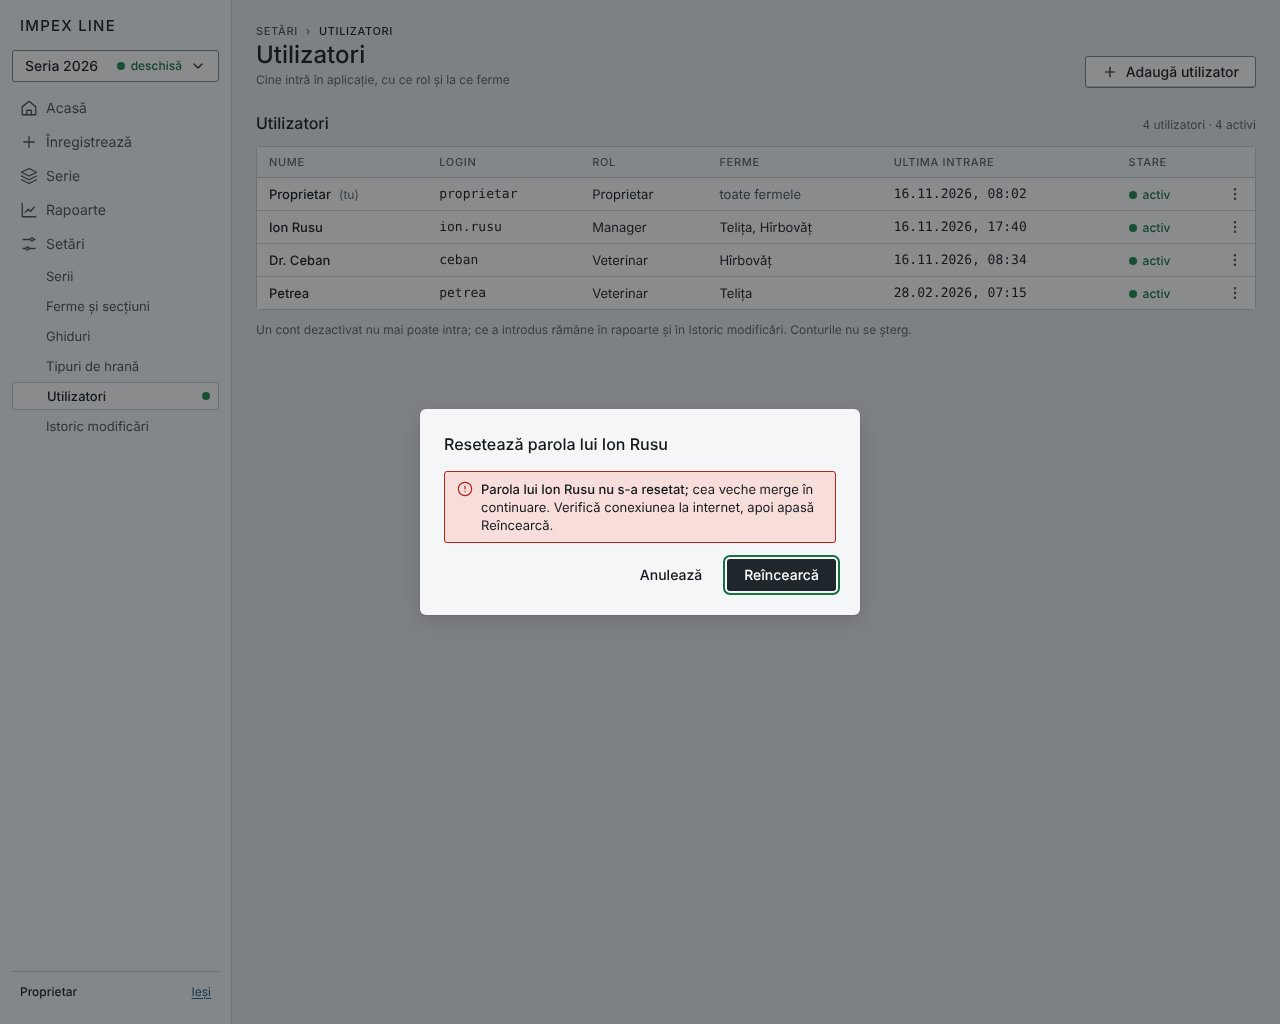 IMPEX LINE
Seria 2026 deschisă
Acasă
Înregistrează
Serie
Rapoarte
Setări
Serii
Ferme și secțiuni
Ghiduri
Tipuri de hrană
Utilizatori
Istoric modificări
Proprietar Ieși
SETĂRI › UTILIZATORI
Utilizatori
Cine intră în aplicație, cu ce rol și la ce ferme
Adaugă utilizator
Utilizatori
4 utilizatori · 4 activi
NUME LOGIN ROL FERME ULTIMA INTRARE STARE
Proprietar (tu) proprietar Proprietar toate fermele 16.11.2026, 08:02 activ
Ion Rusu ion.rusu Manager Telița, Hîrbovăț 16.11.2026, 17:40 activ
Dr. Ceban ceban Veterinar Hîrbovăț 16.11.2026, 08:34 activ
Petrea petrea Veterinar Telița 28.02.2026, 07:15 activ
Un cont dezactivat nu mai poate intra; ce a introdus rămâne în rapoarte și în Istoric modificări. Conturile nu se șterg.
Resetează parola lui Ion Rusu
Parola lui Ion Rusu nu s-a resetat; cea veche merge în
continuare. Verifică conexiunea la internet, apoi apasă
Reîncearcă.
Anulează
Reîncearcă